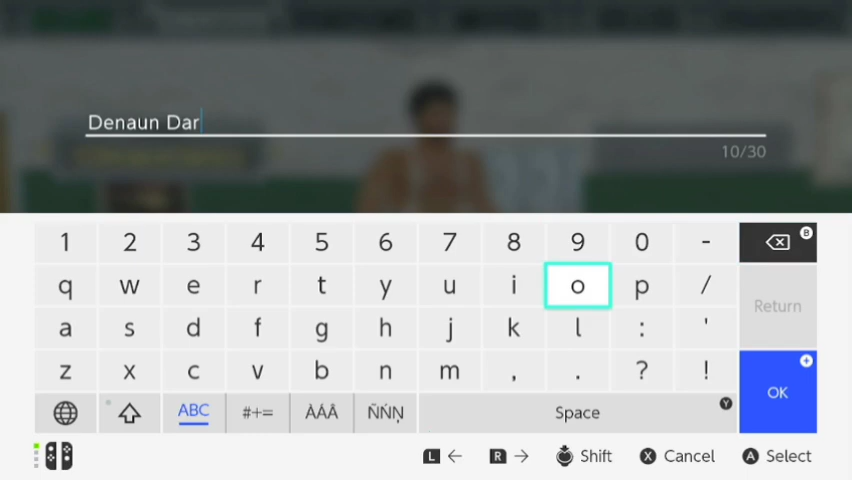 Denaun Dar
10/30
1 2 3 4 5 6 7 8 9 0 - B
q w e r t y u i o p /
Return
a s d f g h j k l : '
z x c v b n m , . ? ! +
OK
ABC #+= ÀÁÂ ÑŃŅ Space Y
L ← R → Shift X Cancel A Select